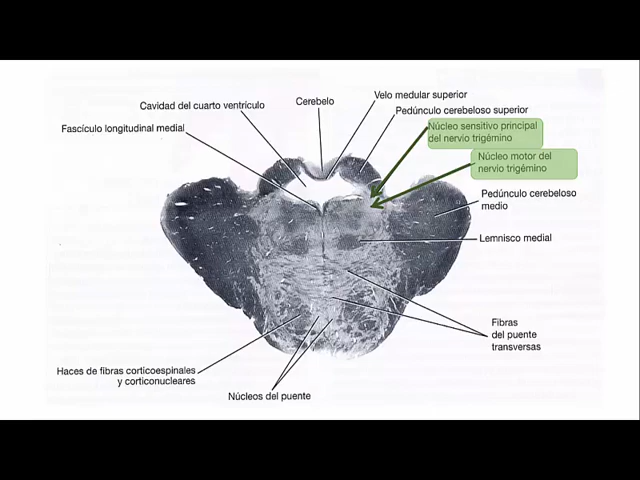 Velo medular superior
Cerebelo
Cavidad del cuarto ventrículo
Pedúnculo cerebeloso superior
Núcleo sensitivo principal
del nervio trigémino
Fascículo longitudinal medial
Núcleo motor del
nervio trigémino
Pedúnculo cerebeloso
medio
Lemnisco medial
Fibras
del puente
transversas
Haces de fibras corticoespinales
y corticonucleares
Núcleos del puente